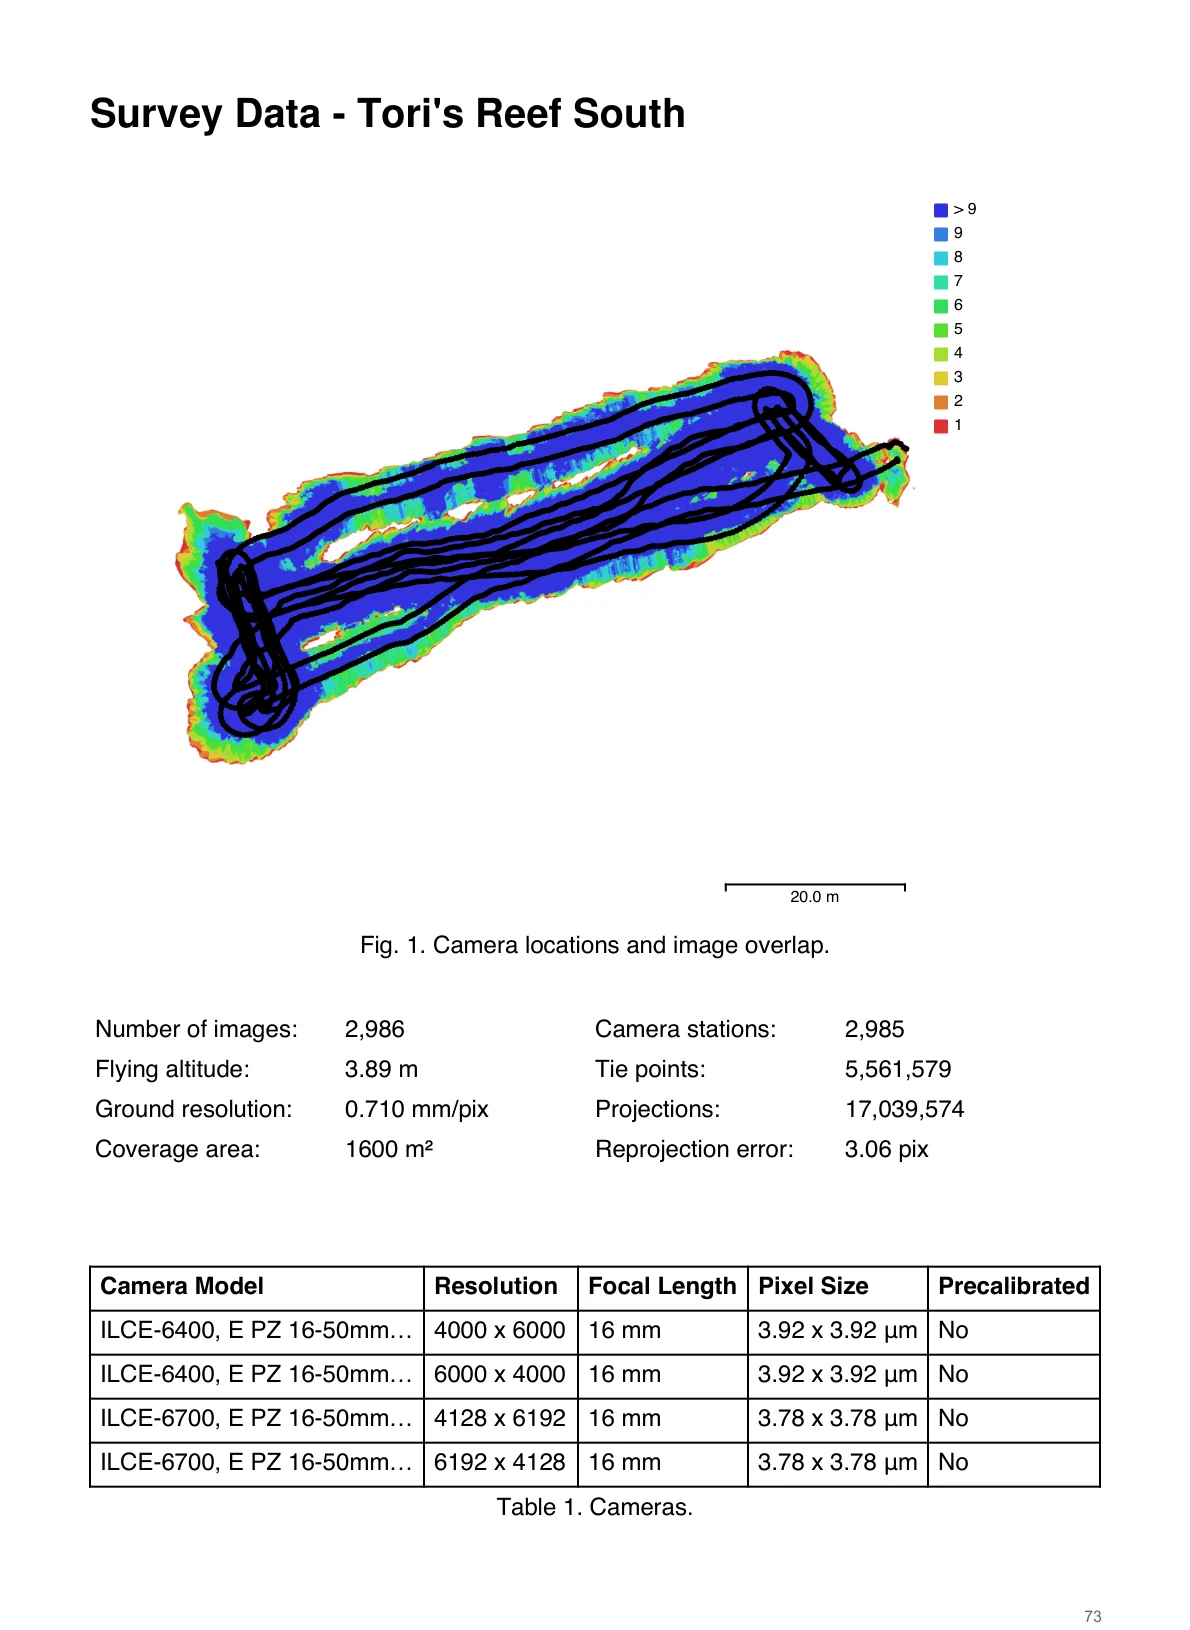 Survey Data - Tori's Reef South
> 9
9
8
7
6
5
4
3
2
1
20.0 m
Fig. 1. Camera locations and image overlap.
Number of images: 2,986 Camera stations: 2,985
Flying altitude: 3.89 m Tie points: 5,561,579
Ground resolution: 0.710 mm/pix Projections: 17,039,574
Coverage area: 1600 m² Reprojection error: 3.06 pix
Camera Model Resolution Focal Length Pixel Size Precalibrated
ILCE-6400, E PZ 16-50mm… 4000 x 6000 16 mm 3.92 x 3.92 μm No
ILCE-6400, E PZ 16-50mm… 6000 x 4000 16 mm 3.92 x 3.92 μm No
ILCE-6700, E PZ 16-50mm… 4128 x 6192 16 mm 3.78 x 3.78 μm No
ILCE-6700, E PZ 16-50mm… 6192 x 4128 16 mm 3.78 x 3.78 μm No
Table 1. Cameras.
73